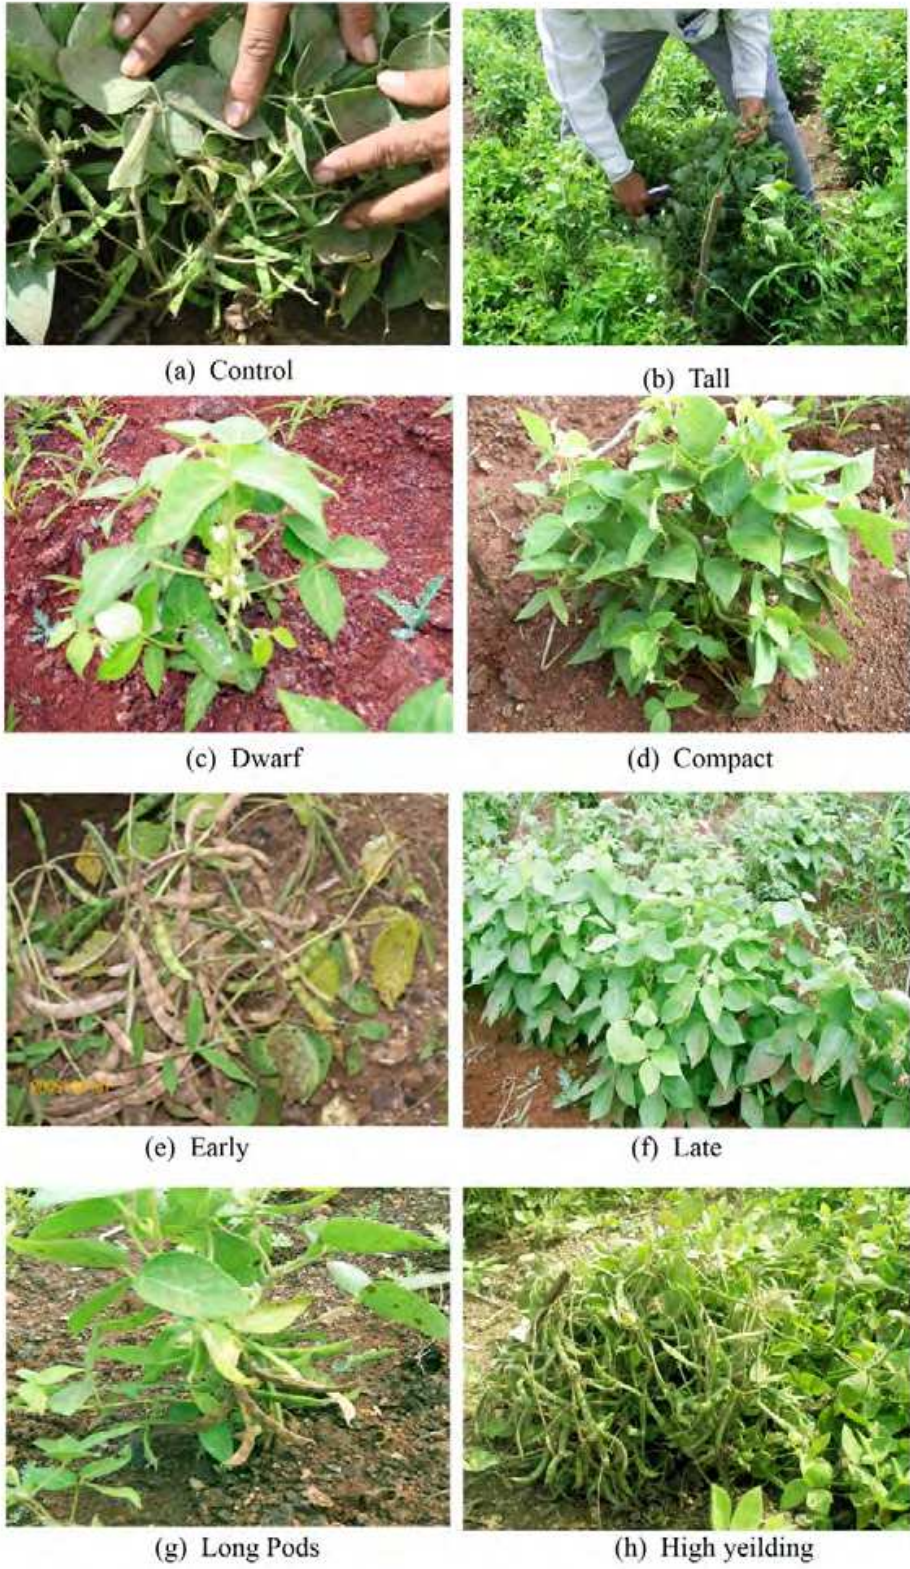 (a) Control
(b) Tall
(c) Dwarf
(d) Compact
(e) Early
(f) Late
(g) Long Pods
(h) High yeilding